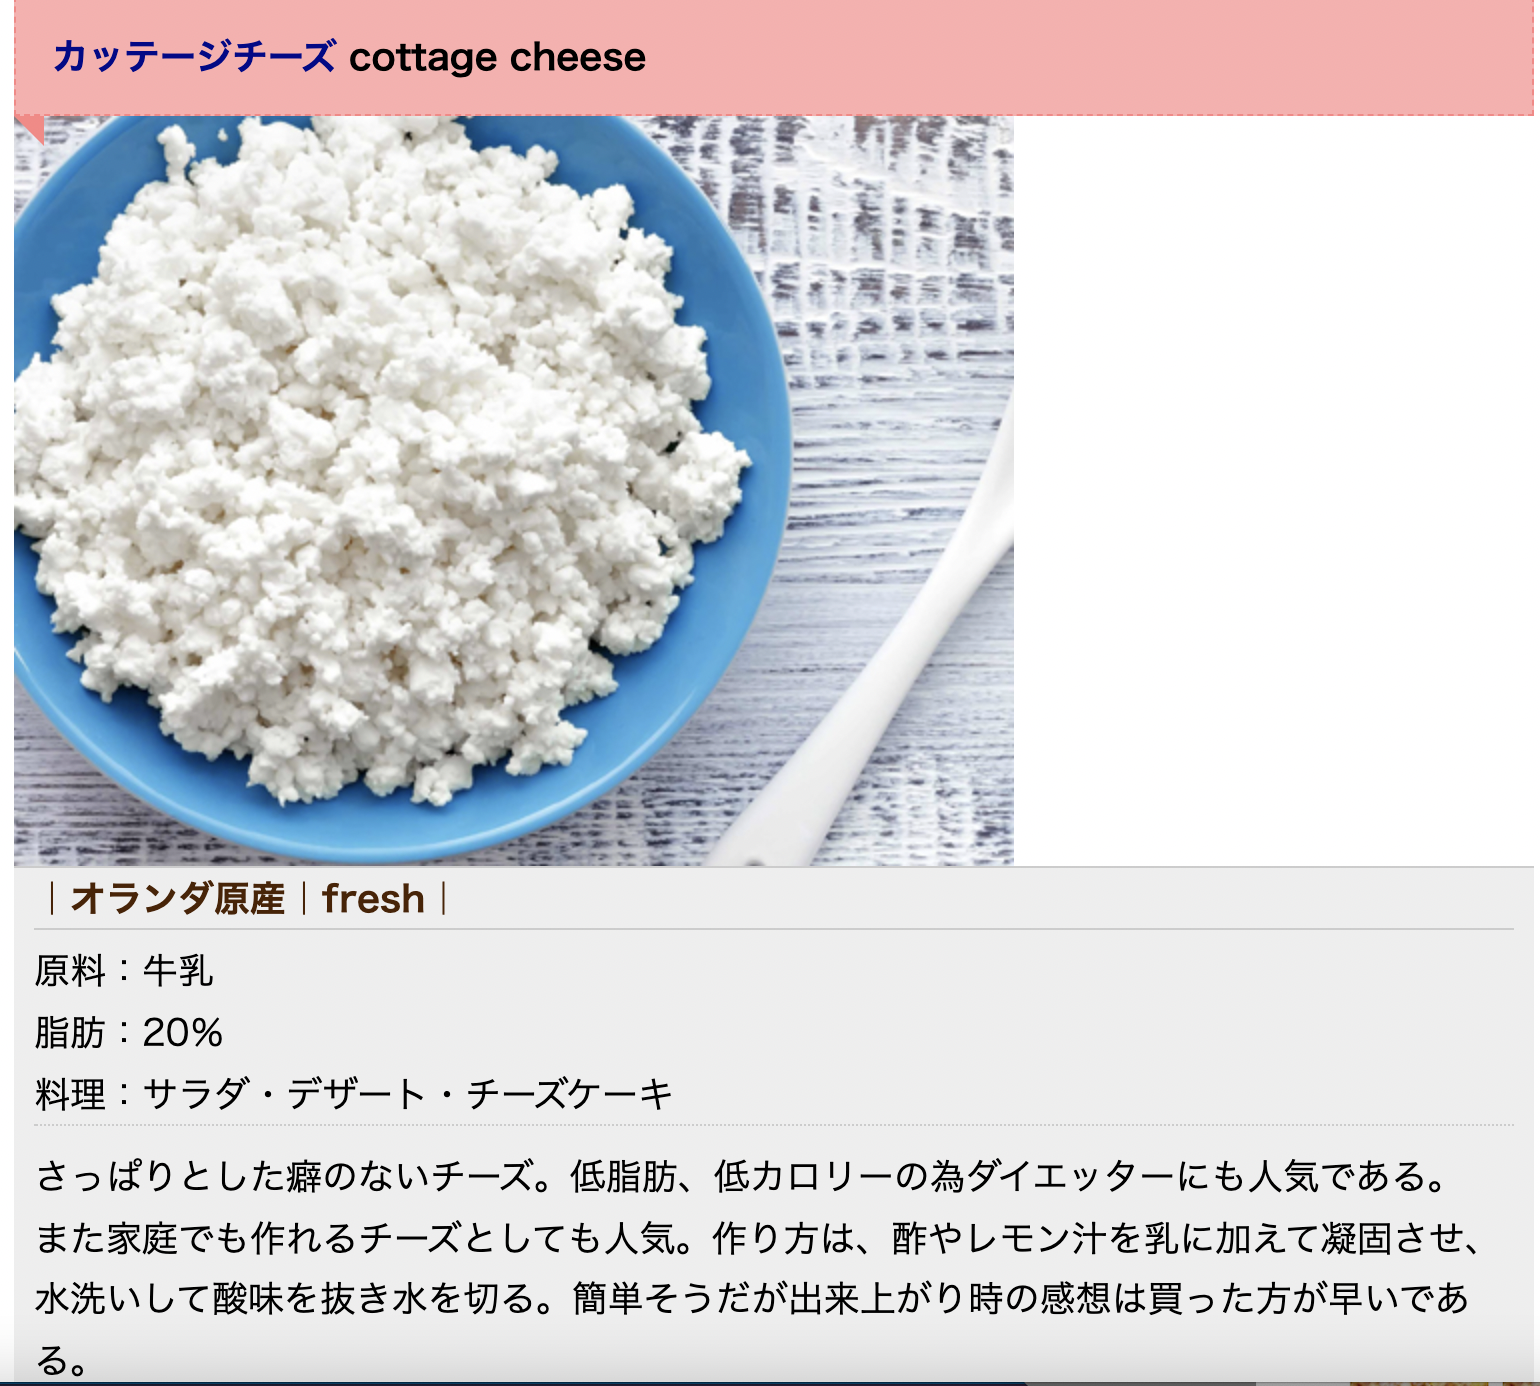 カッテージチーズ cottage cheese
｜オランダ原産｜fresh｜
原料：牛乳
脂肪：20%
料理：サラダ・デザート・チーズケーキ
さっぱりとした癖のないチーズ。低脂肪、低カロリーの為ダイエッターにも人気である。
また家庭でも作れるチーズとしても人気。作り方は、酢やレモン汁を乳に加えて凝固させ、
水洗いして酸味を抜き水を切る。簡単そうだが出来上がり時の感想は買った方が早いであ
る。